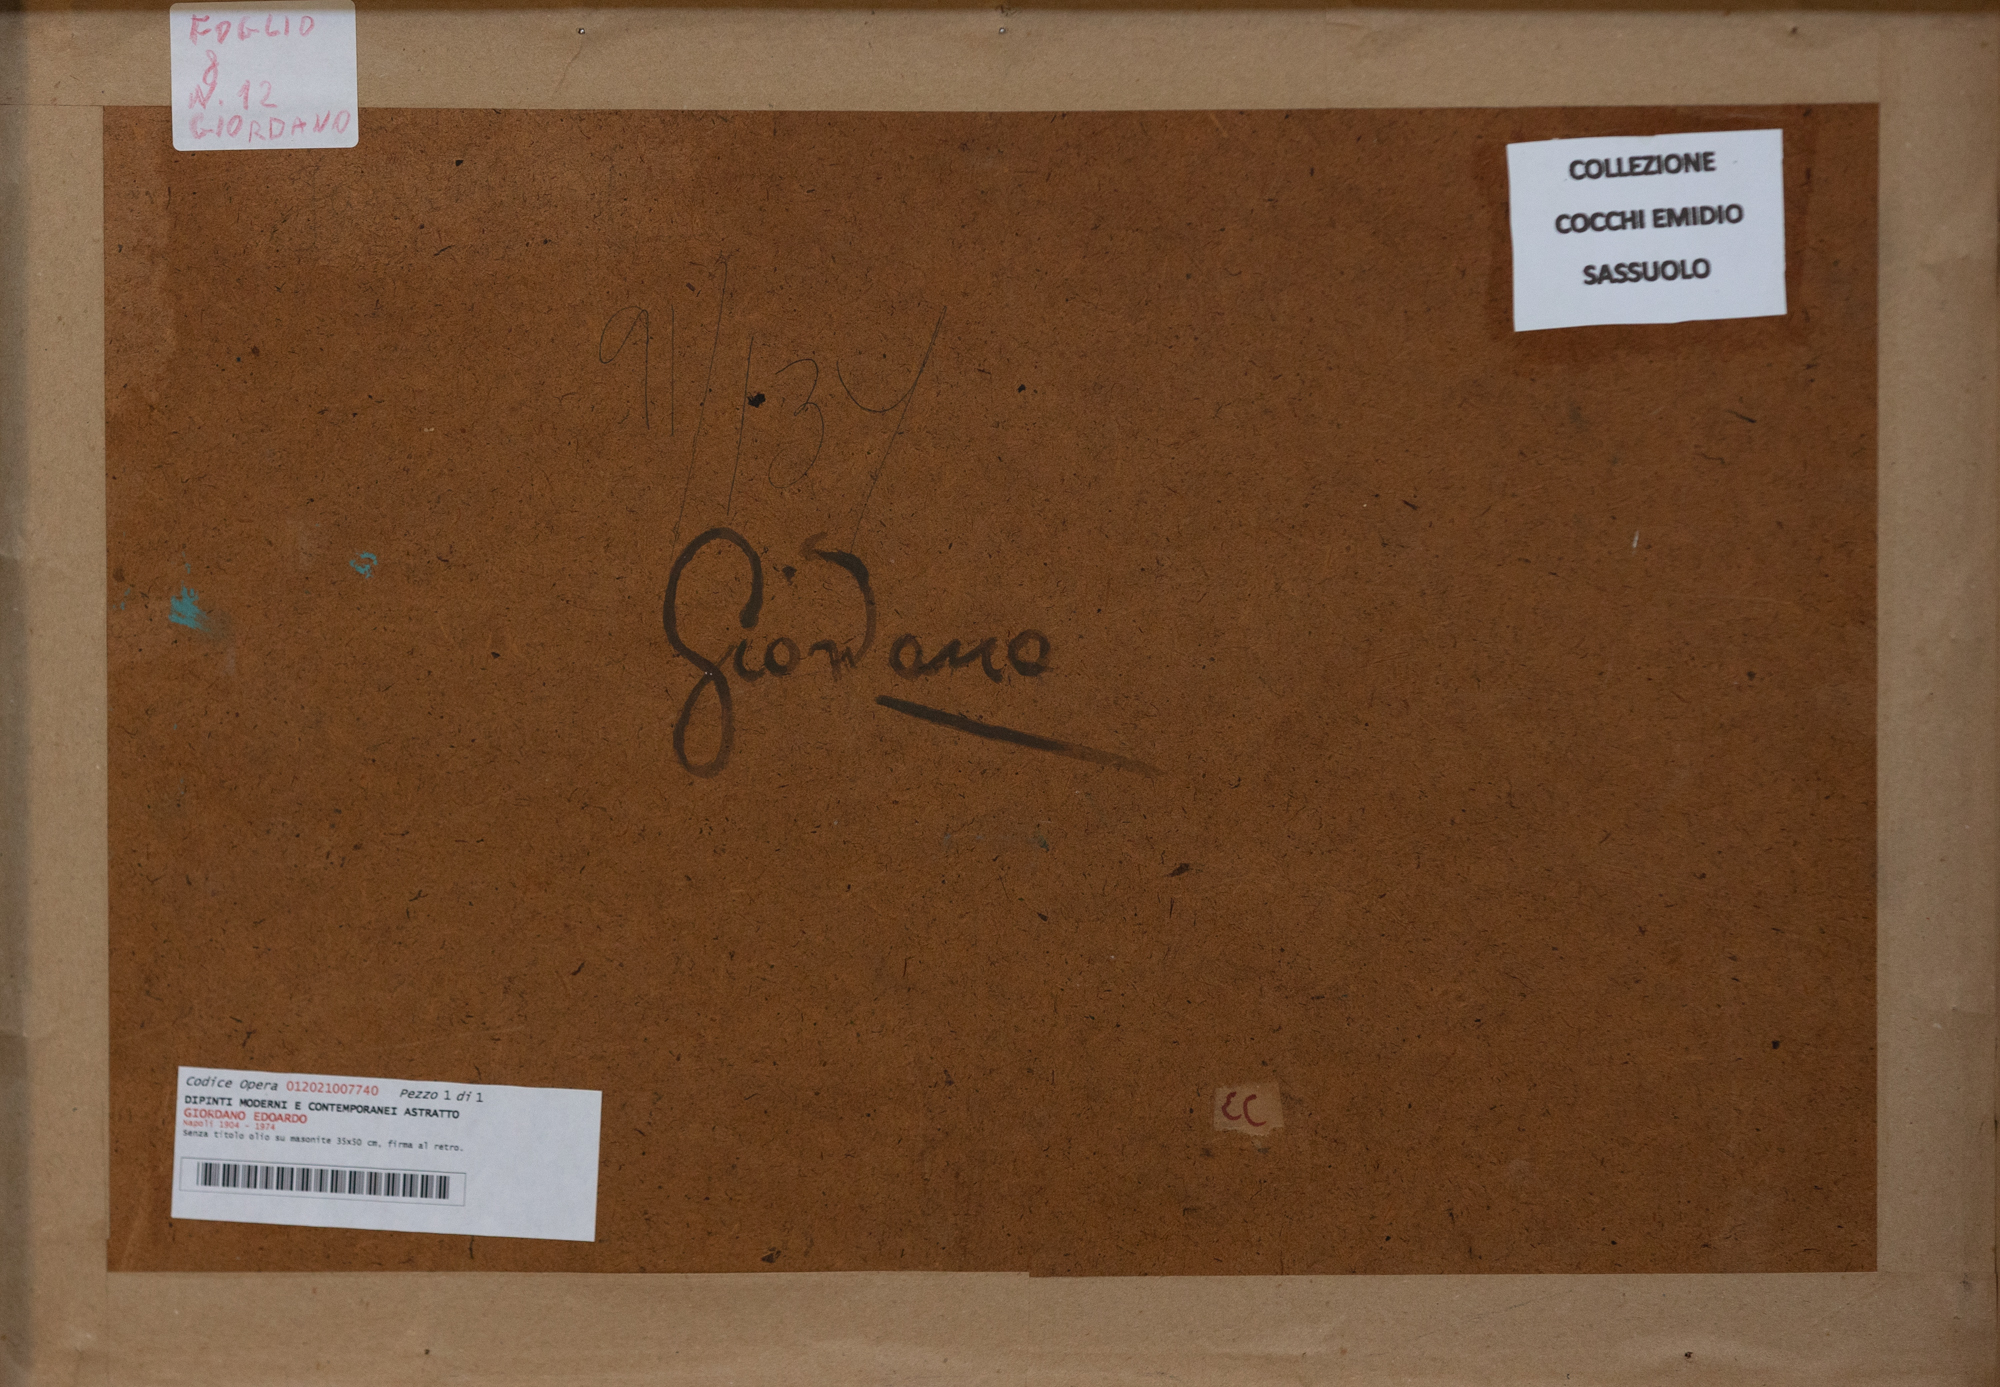 FOGLIO
8
N. 12
GIORDANO
COLLEZIONE
COCCHI EMIDIO
SASSUOLO
91/134
Giordano
Codice Opera 012021007740 Pezzo 1 di 1
DIPINTI MODERNI E CONTEMPORANEI ASTRATTO
GIORDANO EDOARDO
Napoli 1904 - 1974
Senza titolo olio su masonite 35x50 cm, firma al retro.
EC